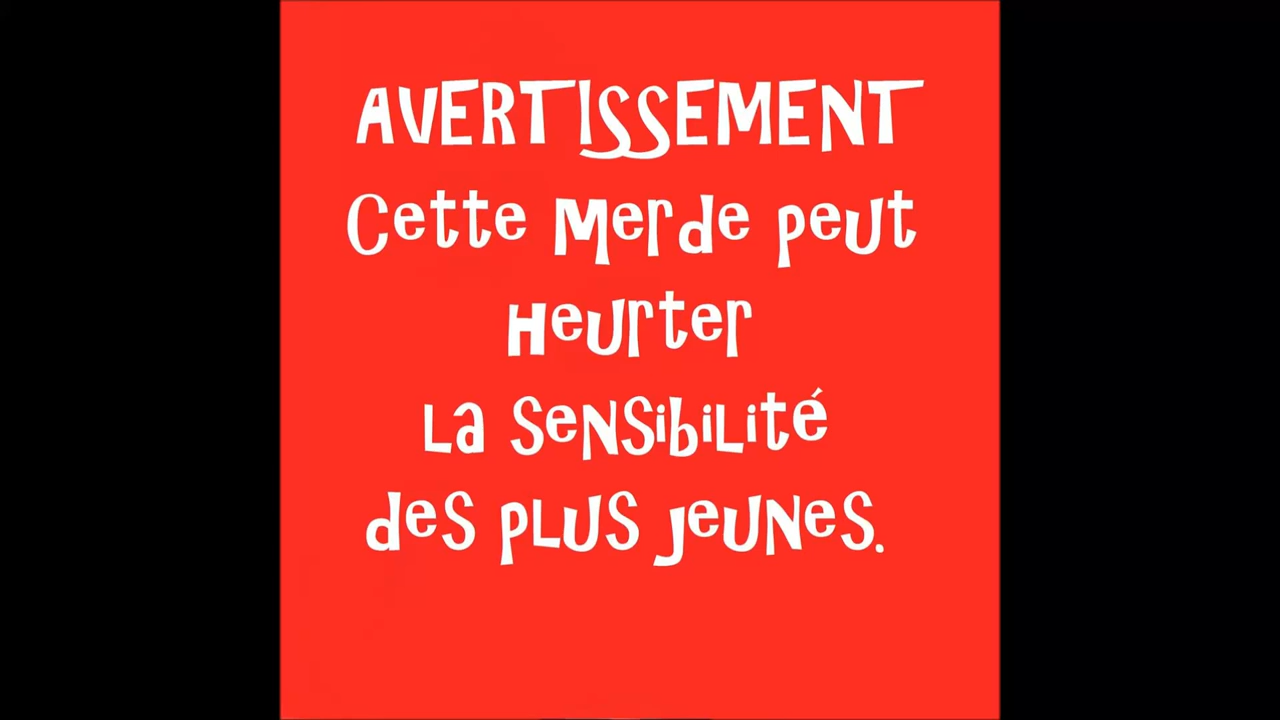 AVERTISSEMENT
Cette Merde peut
Heurter
la sensibilité
des plus jeunes.